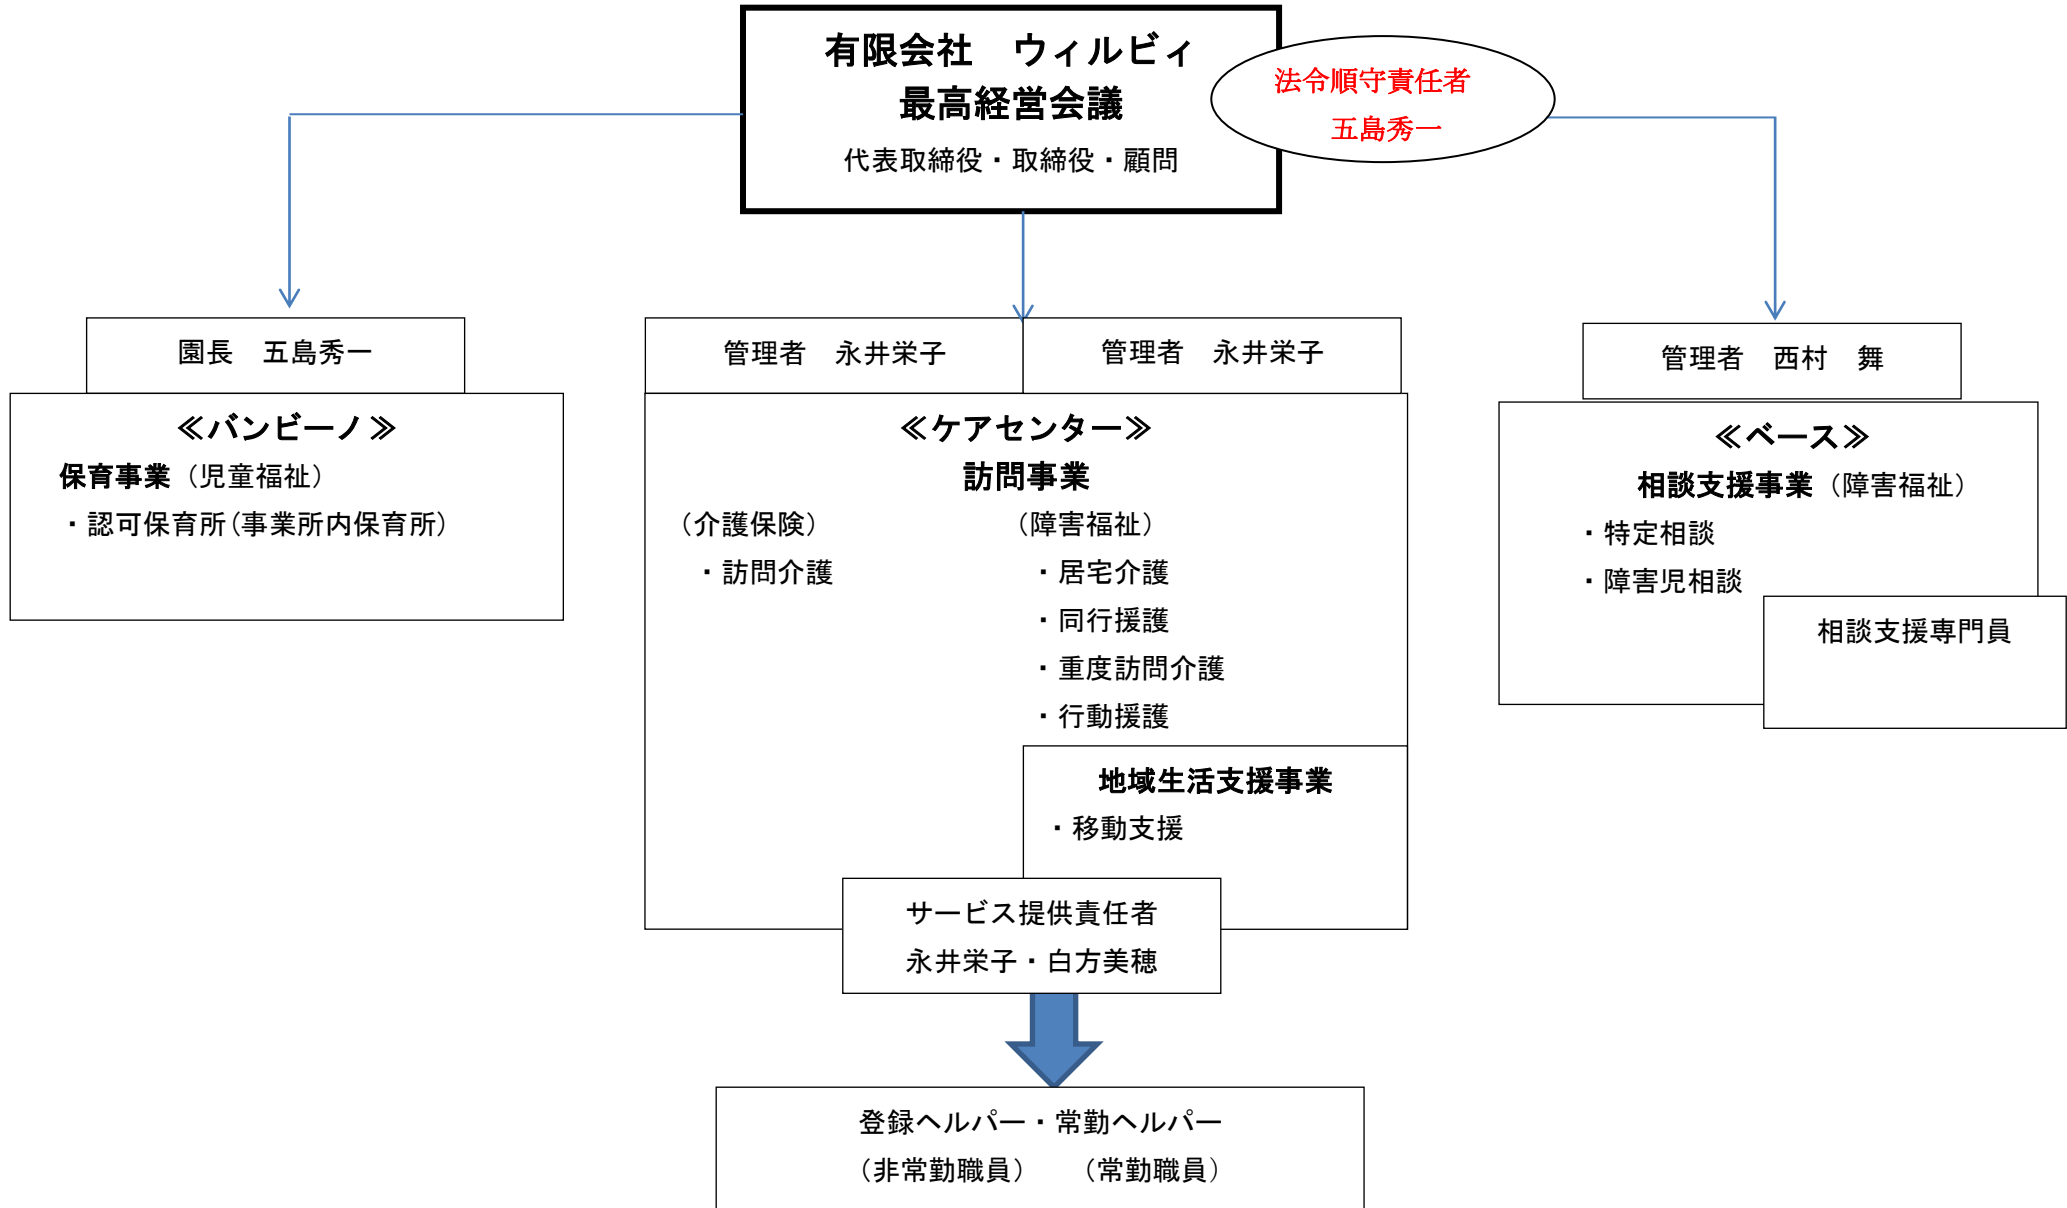 有限会社　ウィルビィ
最高経営会議
代表取締役・取締役・顧問
法令順守責任者
五島秀一
園長　五島秀一
≪バンビーノ≫
保育事業（児童福祉）
・認可保育所(事業所内保育所)
管理者　永井栄子
管理者　永井栄子
≪ケアセンター≫
訪問事業
（介護保険）
・訪問介護
（障害福祉）
・居宅介護
・同行援護
・重度訪問介護
・行動援護
地域生活支援事業
・移動支援
サービス提供責任者
永井栄子・白方美穂
登録ヘルパー・常勤ヘルパー
（非常勤職員）　（常勤職員）
管理者　西村　舞
≪ベース≫
相談支援事業（障害福祉）
・特定相談
・障害児相談
相談支援専門員